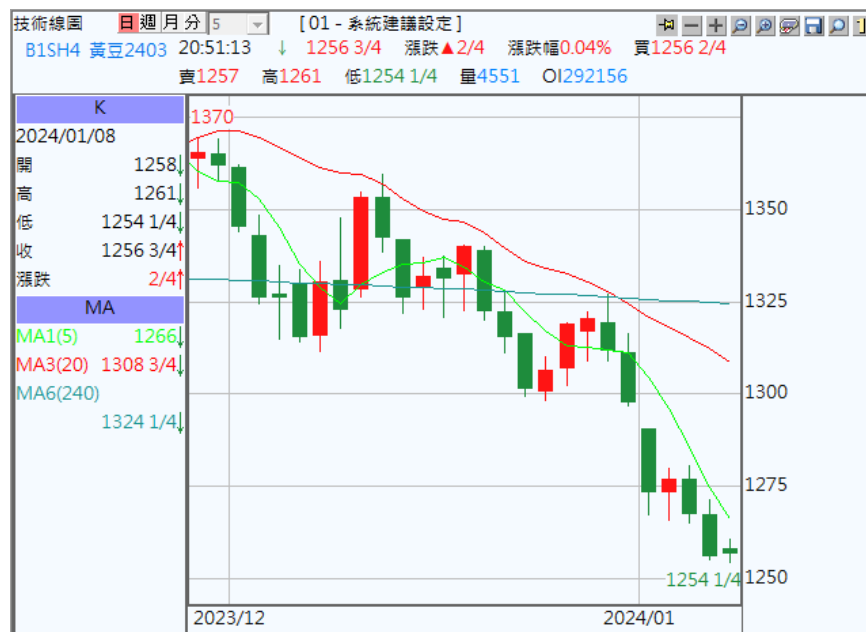 技術線圖 日 週 月 分 5 [ 01 - 系統建議設定 ]
B1SH4 黃豆2403 20:51:13 ↓ 1256 3/4 漲跌▲2/4 漲跌幅0.04% 買1256 2/4
賣1257 高1261 低1254 1/4 量4551 OI292156
K
2024/01/08
開 1258↓
高 1261↓
低 1254 1/4↓
收 1256 3/4↑
漲跌 2/4↑
MA
MA1(5) 1266↓
MA3(20) 1308 3/4↓
MA6(240)
1324 1/4↓
1370
1350
1325
1300
1275
1250
1254 1/4
2023/12 2024/01